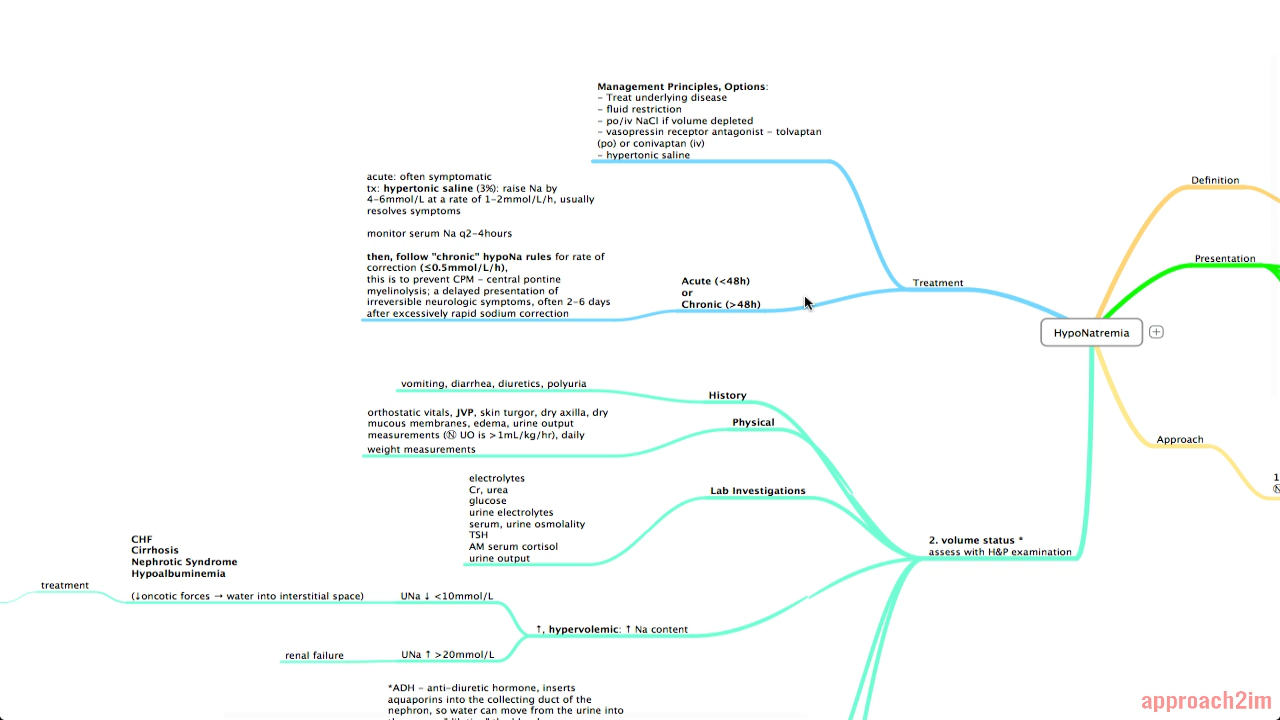 Management Principles, Options:
- Treat underlying disease
- fluid restriction
- po/iv NaCl if volume depleted
- vasopressin receptor antagonist - tolvaptan
(po) or conivaptan (iv)
- hypertonic saline
acute: often symptomatic
tx: hypertonic saline (3%): raise Na by
4-6mmol/L at a rate of 1-2mmol/L/h, usually
resolves symptoms
monitor serum Na q2-4hours
then, follow "chronic" hypoNa rules for rate of
correction (≤0.5mmol/L/h),
this is to prevent CPM - central pontine
myelinolysis; a delayed presentation of
irreversible neurologic symptoms, often 2-6 days
after excessively rapid sodium correction
Acute (<48h)
or
Chronic (>48h)
Treatment
Definition
Presentation
HypoNatremia
Approach
1
Ⓝ
vomiting, diarrhea, diuretics, polyuria
History
orthostatic vitals, JVP, skin turgor, dry axilla, dry
mucous membranes, edema, urine output
measurements (Ⓝ UO is >1mL/kg/hr), daily
weight measurements
Physical
electrolytes
Cr, urea
glucose
urine electrolytes
serum, urine osmolality
TSH
AM serum cortisol
urine output
Lab Investigations
2. volume status *
assess with H&P examination
CHF
Cirrhosis
Nephrotic Syndrome
Hypoalbuminemia
(↓oncotic forces → water into interstitial space)
treatment
UNa ↓ <10mmol/L
↑, hypervolemic: ↑ Na content
renal failure
UNa ↑ >20mmol/L
*ADH - anti-diuretic hormone, inserts
aquaporins into the collecting duct of the
nephron, so water can move from the urine into
approach2im